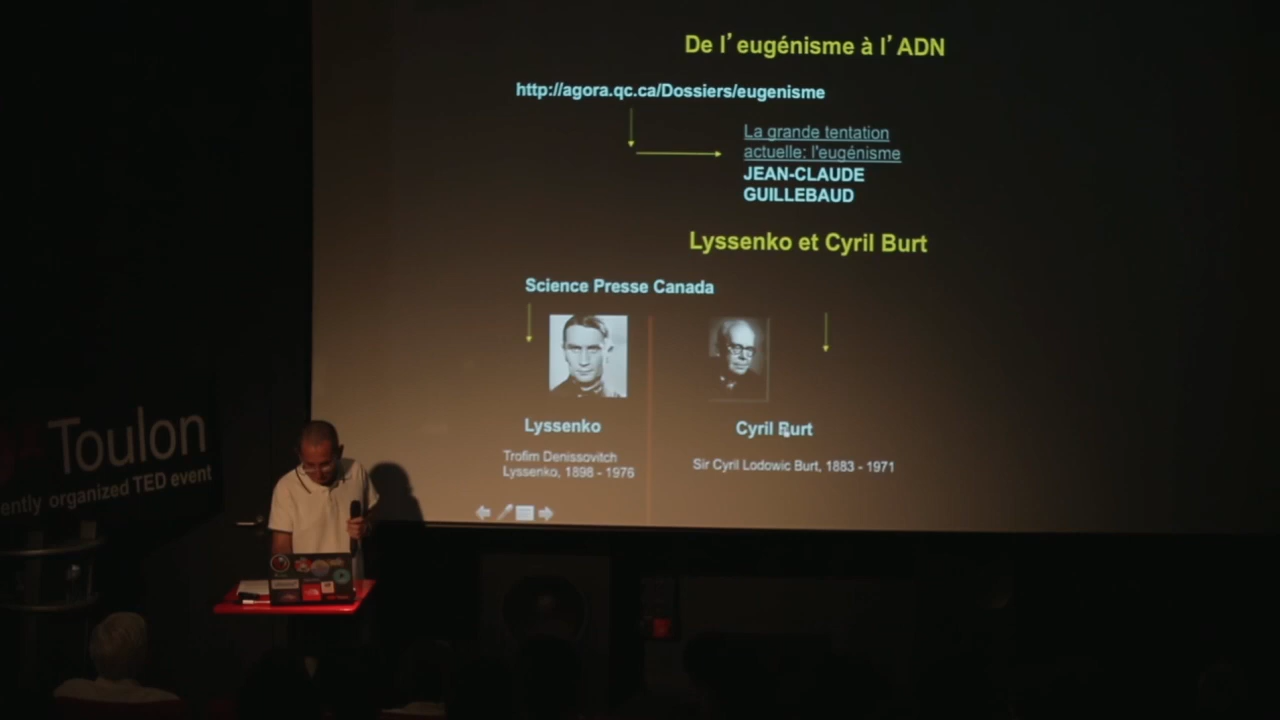 De l’eugénisme à l’ADN
http://agora.qc.ca/Dossiers/eugenisme
La grande tentation
actuelle: l'eugénisme
JEAN-CLAUDE
GUILLEBAUD
Lyssenko et Cyril Burt
Science Presse Canada
Lyssenko
Cyril Burt
Trofim Denissovitch
Lyssenko, 1898 - 1976
Sir Cyril Lodowic Burt, 1883 - 1971
Toulon
ently organized TED event